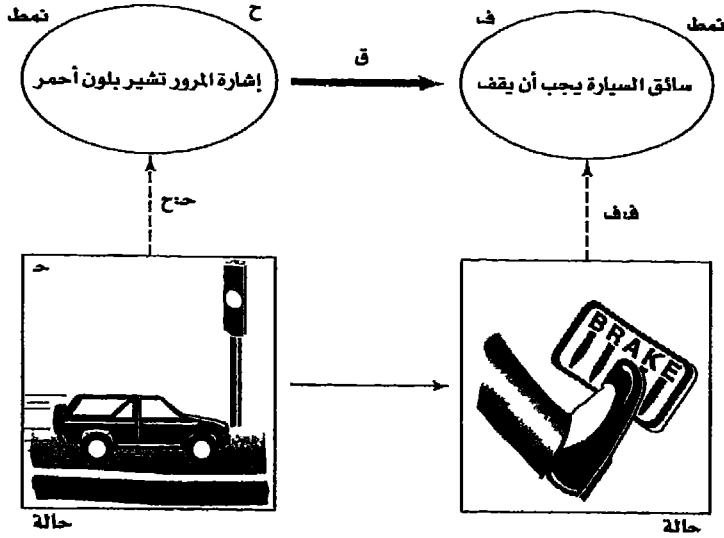 نمط
ح
إشارة المرور تشير بلون أحمر
ق
ف
نمط
سائق السيارة يجب أن يقف
حـ:ح
ف:ف
حـ
BRAKE
حالة
حالة